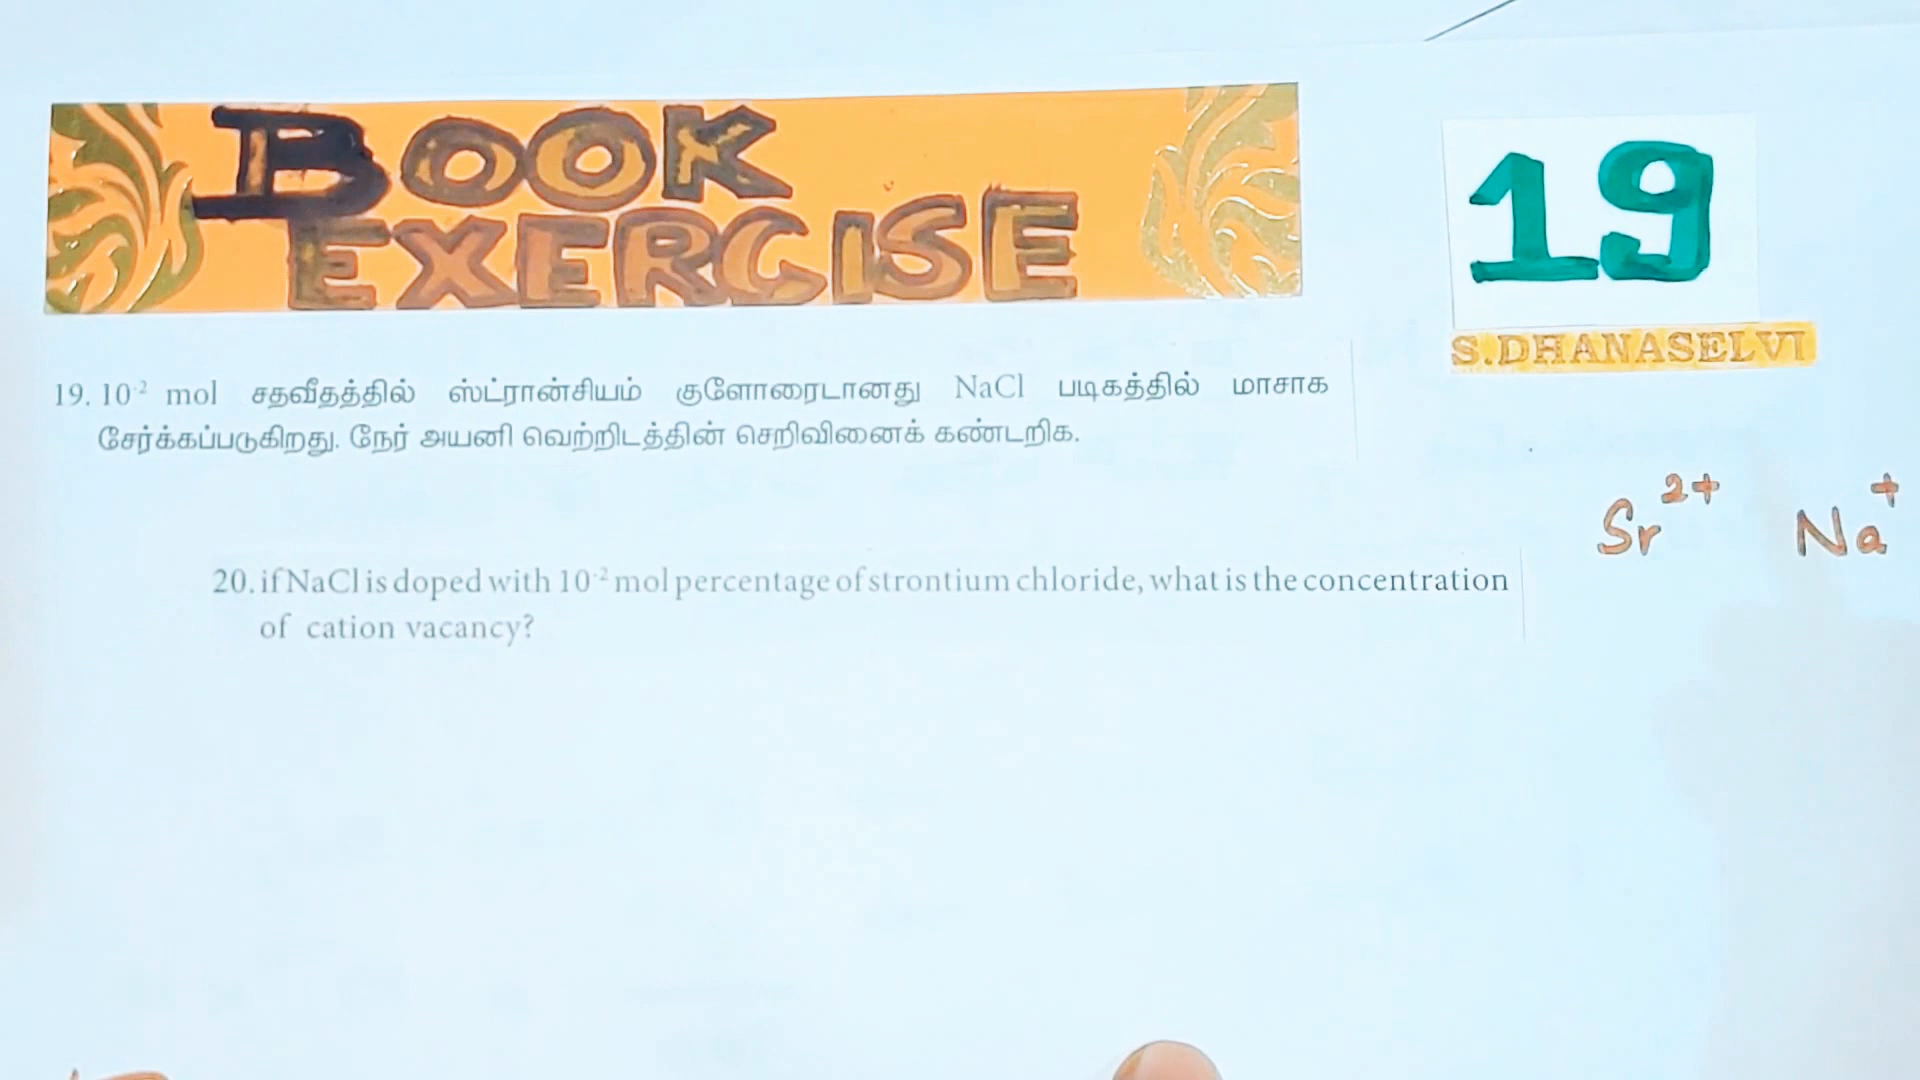 BOOK
EXERCISE
19
S.DHANASELVI
19. 10⁻² mol சதவீதத்தில் ஸ்ட்ரான்சியம் குளோரைடானது NaCl படிகத்தில் மாசாக
சேர்க்கப்படுகிறது. நேர் அயனி வெற்றிடத்தின் செறிவினைக் கண்டறிக.
Sr²⁺ Na⁺
20. if NaCl is doped with 10⁻² mol percentage of strontium chloride, what is the concentration
of cation vacancy?